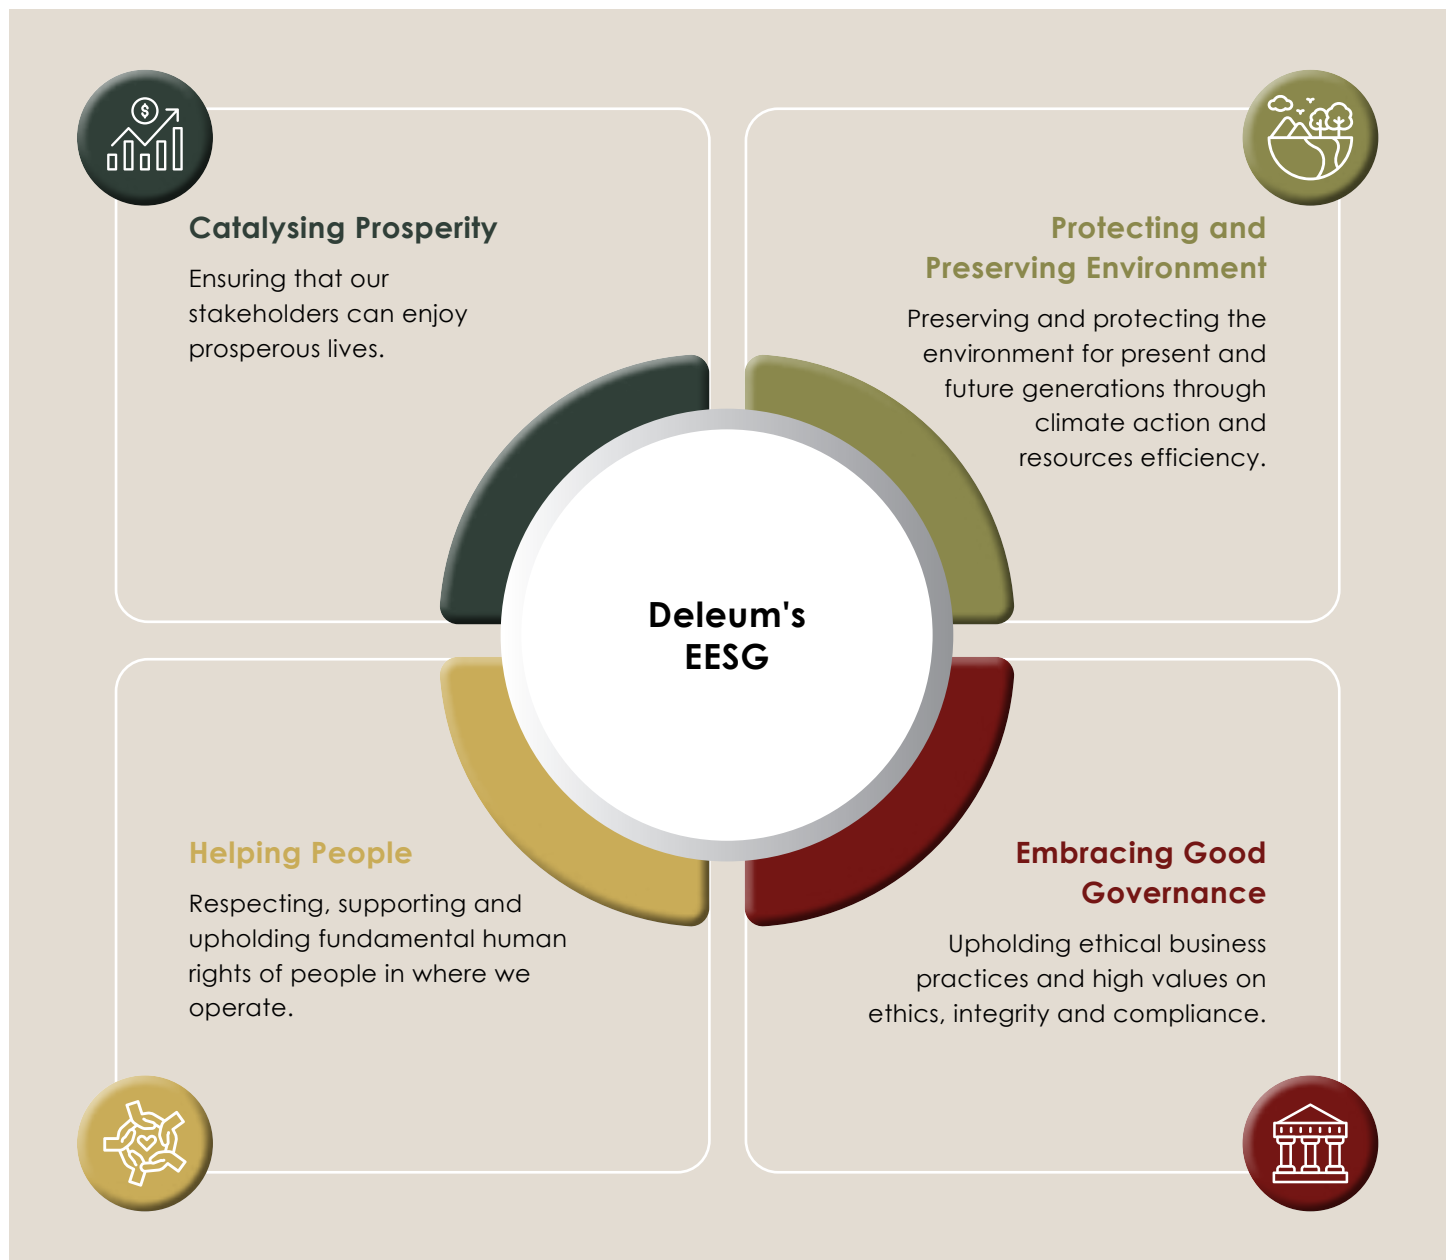 Catalysing Prosperity
Ensuring that our
stakeholders can enjoy
prosperous lives.
Protecting and
Preserving Environment
Preserving and protecting the
environment for present and
future generations through
climate action and
resources efficiency.
Deleum's
EESG
Helping People
Respecting, supporting and
upholding fundamental human
rights of people in where we
operate.
Embracing Good
Governance
Upholding ethical business
practices and high values on
ethics, integrity and compliance.